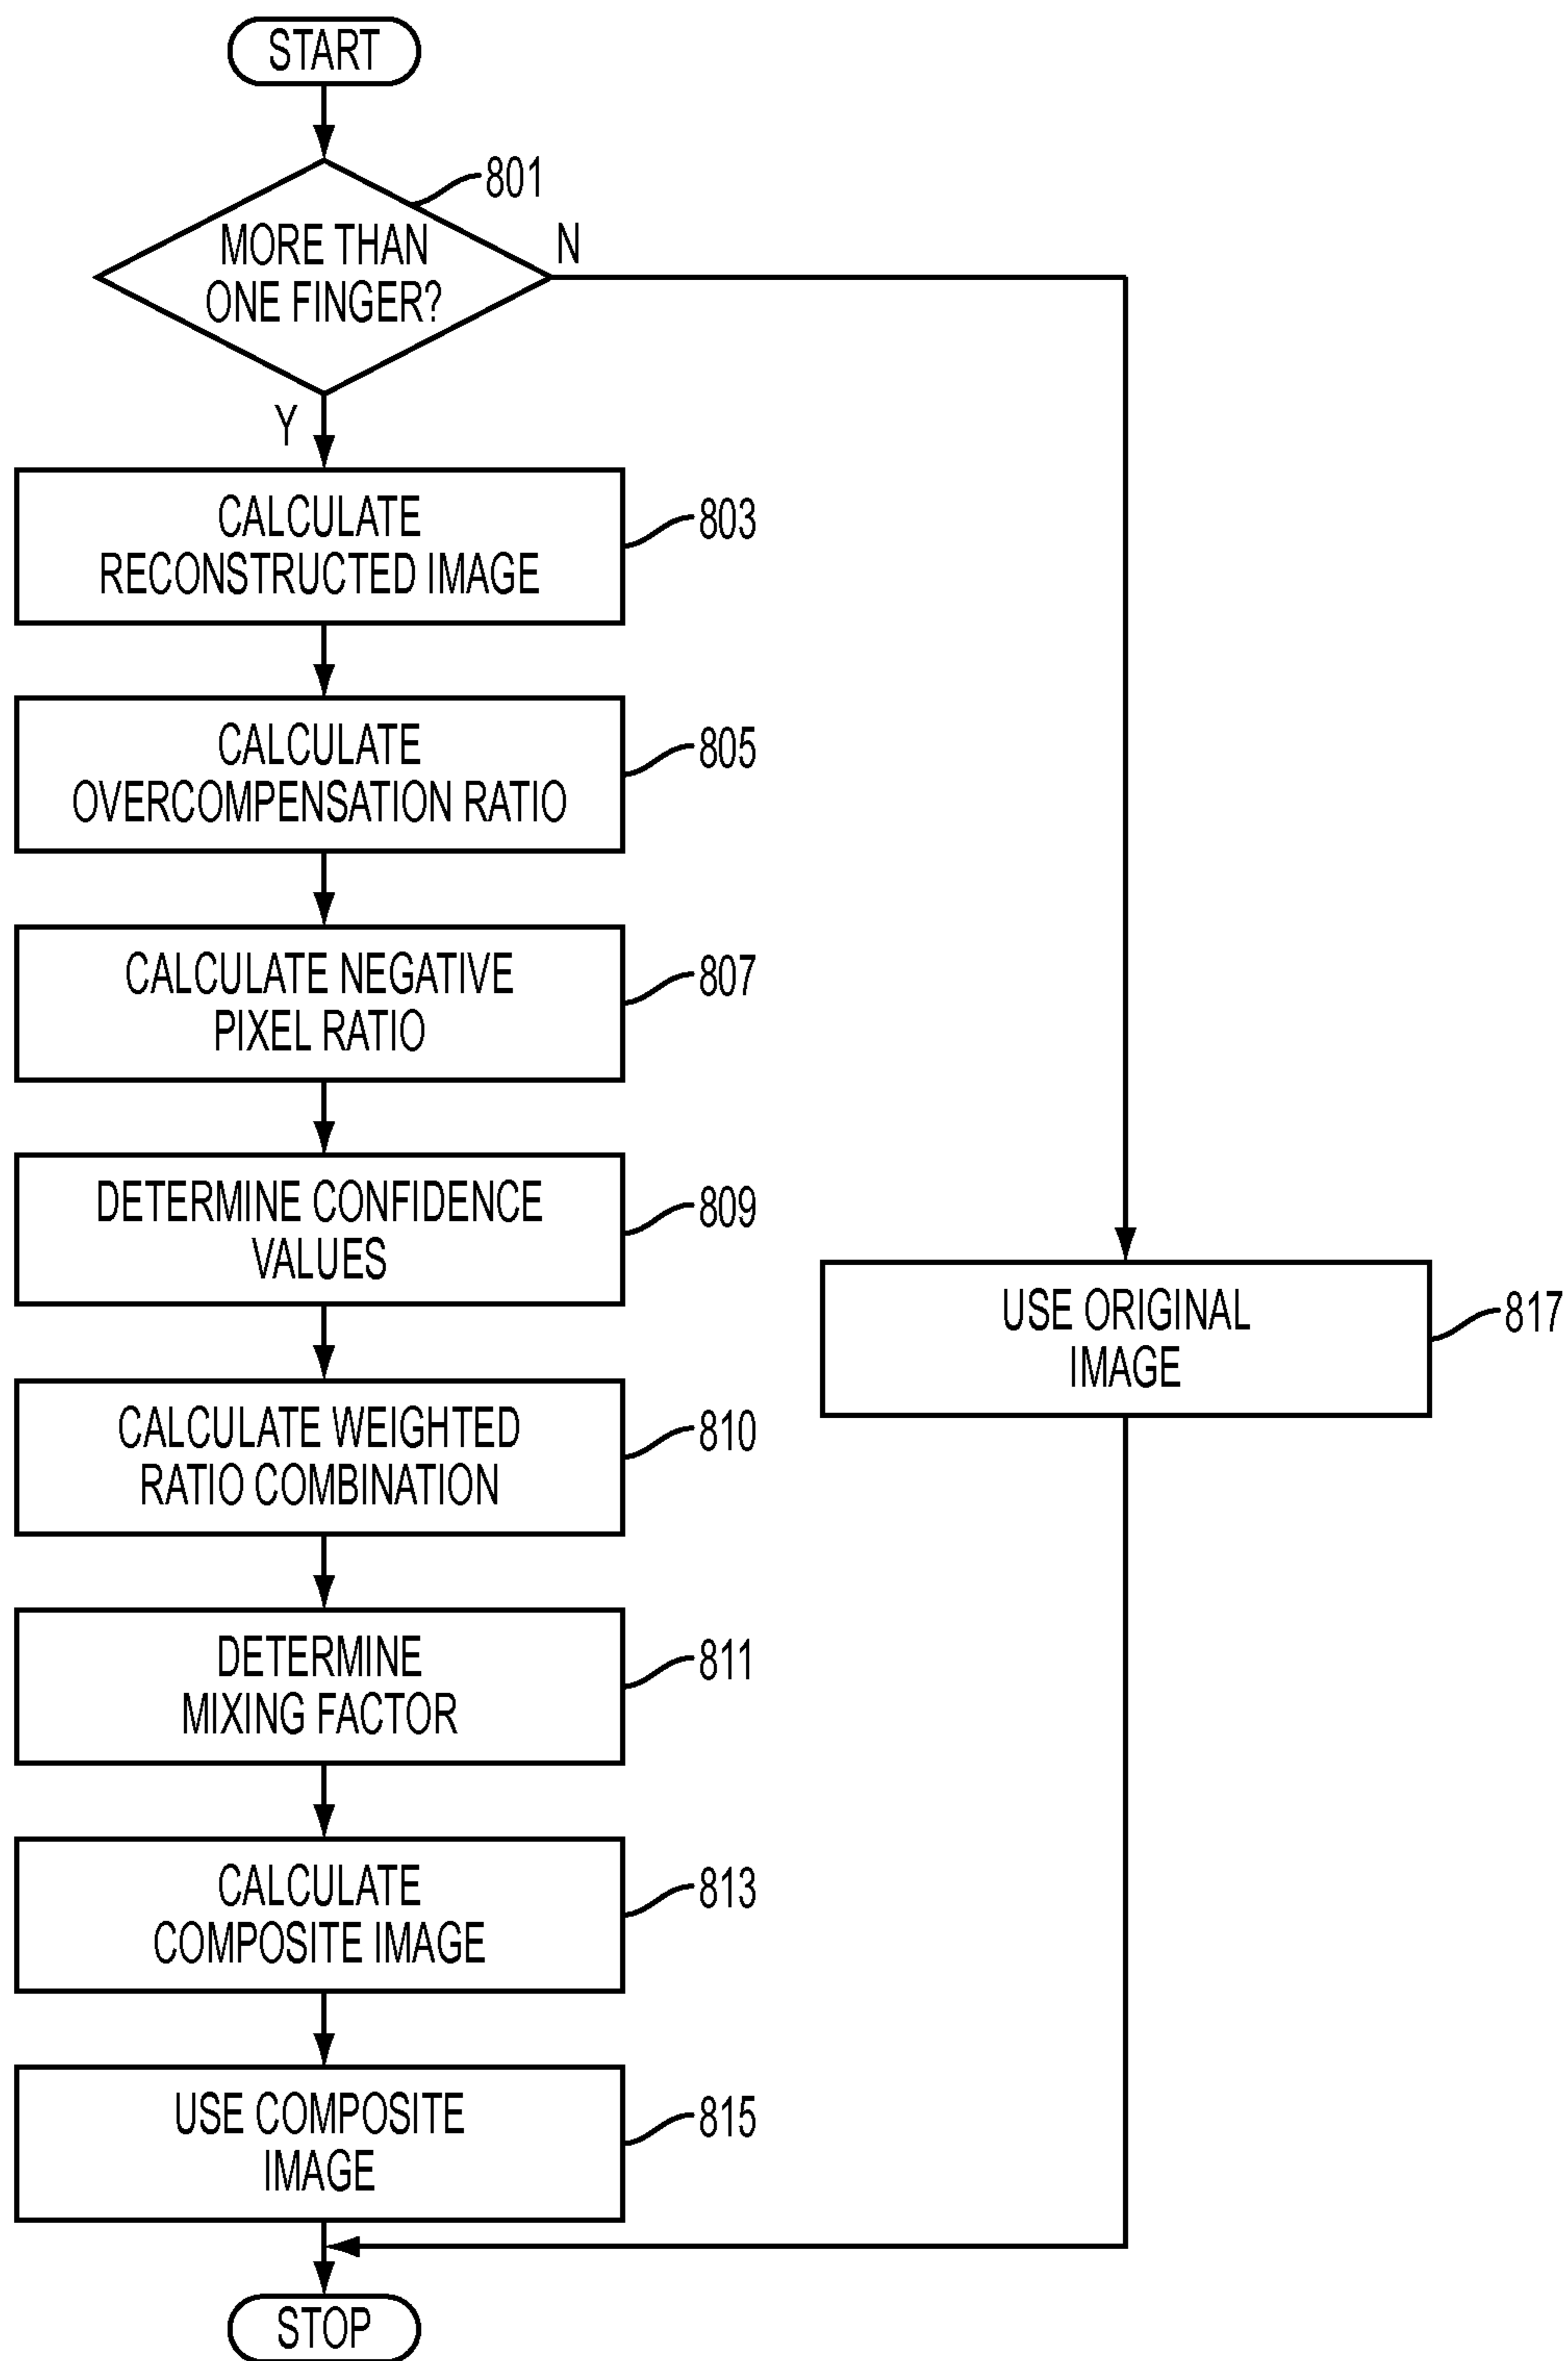 START
801
MORE THAN
ONE FINGER?
N
Y
CALCULATE
RECONSTRUCTED IMAGE
803
CALCULATE
OVERCOMPENSATION RATIO
805
CALCULATE NEGATIVE
PIXEL RATIO
807
DETERMINE CONFIDENCE
VALUES
809
USE ORIGINAL
IMAGE
817
CALCULATE WEIGHTED
RATIO COMBINATION
810
DETERMINE
MIXING FACTOR
811
CALCULATE
COMPOSITE IMAGE
813
USE COMPOSITE
IMAGE
815
STOP